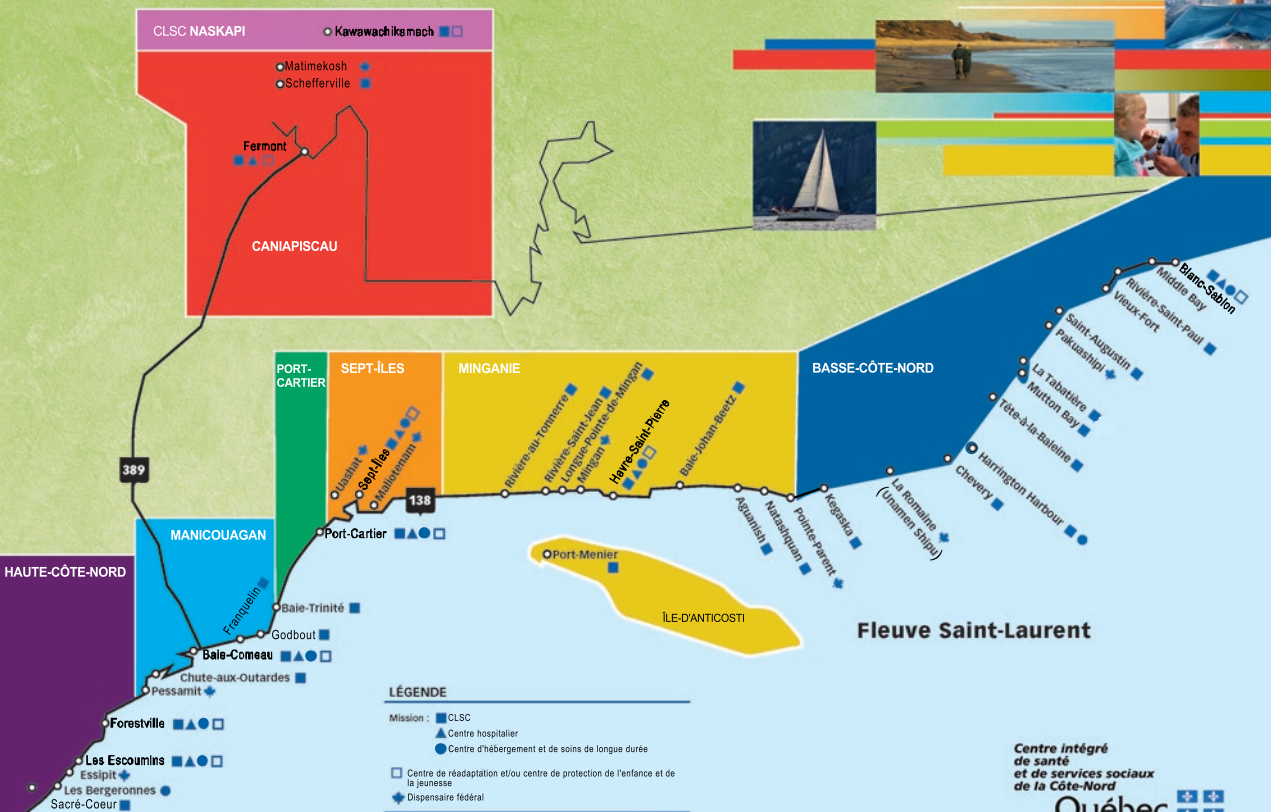 CLSC NASKAPI
Kawawachikamach
Matimekosh
Schefferville
Fermont
CANIAPISCAU
PORT-
CARTIER
SEPT-ÎLES
MINGANIE
BASSE-CÔTE-NORD
Blanc-Sablon
Middle Bay
Rivière-Saint-Paul
Vieux-Fort
Saint-Augustin
Pakuashipi
La Tabatière
Mutton Bay
Tête-à-la-Baleine
Harrington Harbour
Chevery
La Romaine
(Unamen Shipu)
Kegaska
Pointe-Parent
Natashquan
Aguanish
Baie-Johan-Beetz
Havre-Saint-Pierre
Mingan
Longue-Pointe-de-Mingan
Rivière-Saint-Jean
Rivière-au-Tonnerre
Maliotenam
Sept-Îles
Uashat
389
138
MANICOUAGAN
Port-Cartier
HAUTE-CÔTE-NORD
Port-Menier
ÎLE-D'ANTICOSTI
Fleuve Saint-Laurent
Franquelin
Baie-Trinité
Godbout
Baie-Comeau
Chute-aux-Outardes
Pessamit
Forestville
Les Escoumins
Essipit
Les Bergeronnes
Sacré-Coeur
LÉGENDE
Mission :
CLSC
Centre hospitalier
Centre d'hébergement et de soins de longue durée
Centre de réadaptation et/ou centre de protection de l'enfance et de
la jeunesse
Dispensaire fédéral
Centre intégré
de santé
et de services sociaux
de la Côte-Nord
Québec